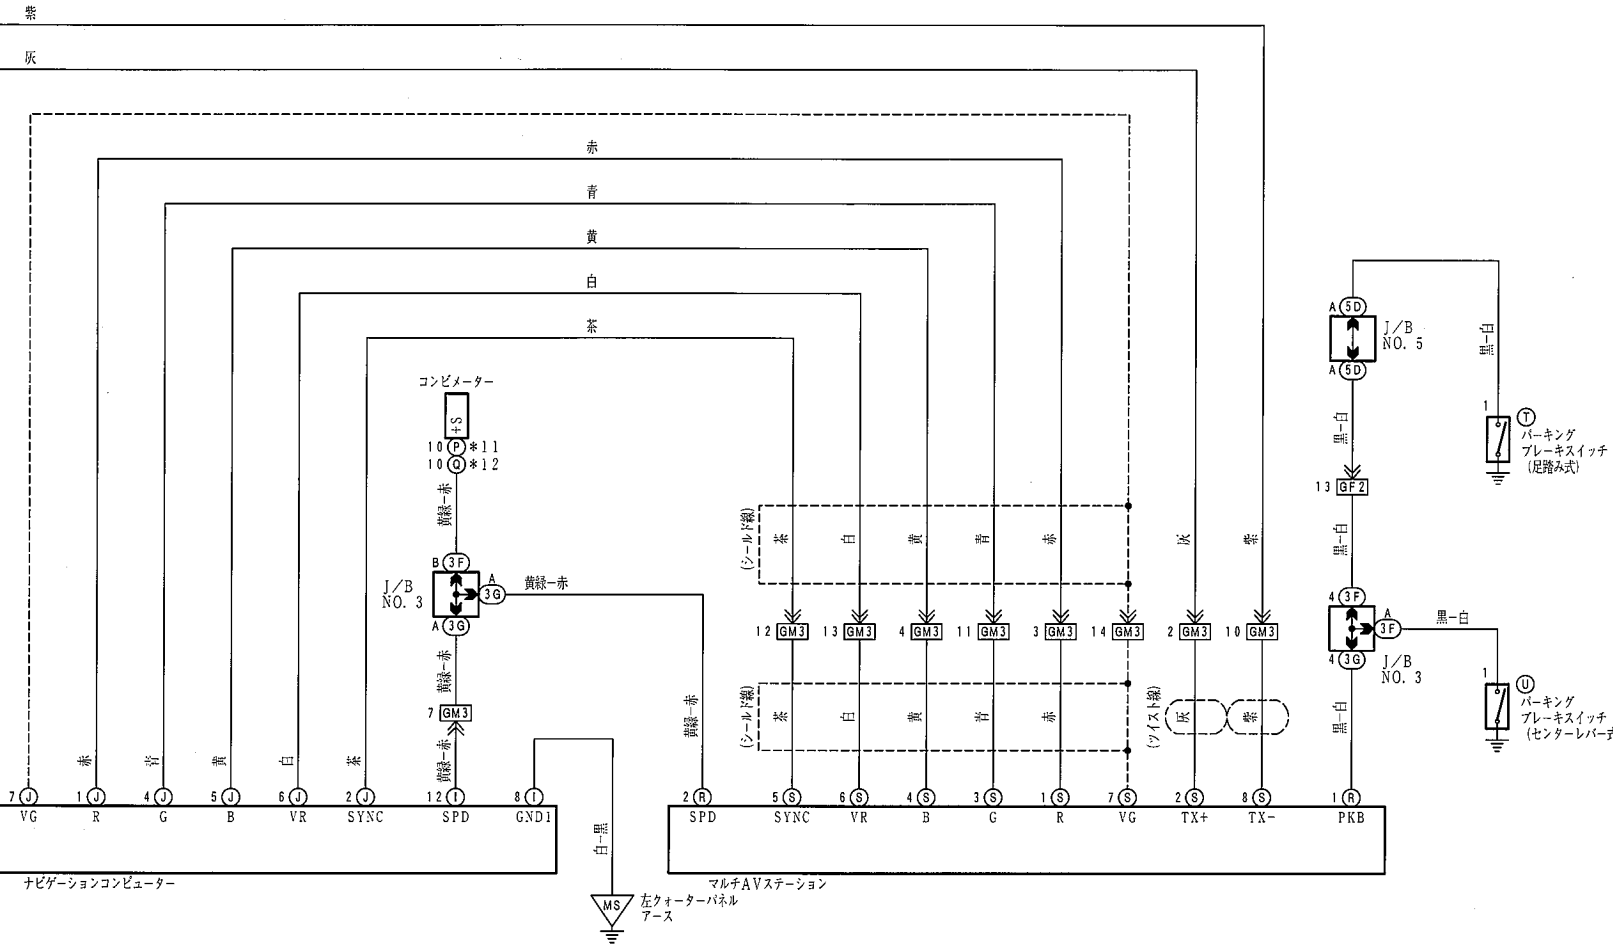 紫
灰
赤
青
黄
白
茶
コンビメーター
+S
10 P *11
10 Q *12
黄緑−赤
B 3F
J/B
NO. 3
A
3G
黄緑−赤
A 3G
黄緑−赤
7 GM3
黄緑−赤
黄緑−赤
A 5D
J/B
NO. 5
A 5D
黒−白
黒−白
1
T
パーキング
ブレーキスイッチ
(足踏み式)
13 GF2
黒−白
4 3F
A
3F
黒−白
4 3G
J/B
NO. 3
黒−白
1
U
パーキング
ブレーキスイッチ
(センターレバー式
(シールド線)
茶 白 黄 青 赤 灰 紫
12 GM3 13 GM3 4 GM3 11 GM3 3 GM3 14 GM3 2 GM3 10 GM3
(シールド線)
茶 白 黄 青 赤
(ツイスト線)
灰 紫
赤 青 黄 白 茶
7 J 1 J 4 J 5 J 6 J 2 J 12 I 8 I
VG R G B VR SYNC SPD GND1
ナビゲーションコンピューター
白−黒
MS
左クォーターパネル
アース
2 R 5 S 6 S 4 S 3 S 1 S 7 S 2 S 8 S 1 R
SPD SYNC VR B G R VG TX+ TX− PKB
マルチAVステーション